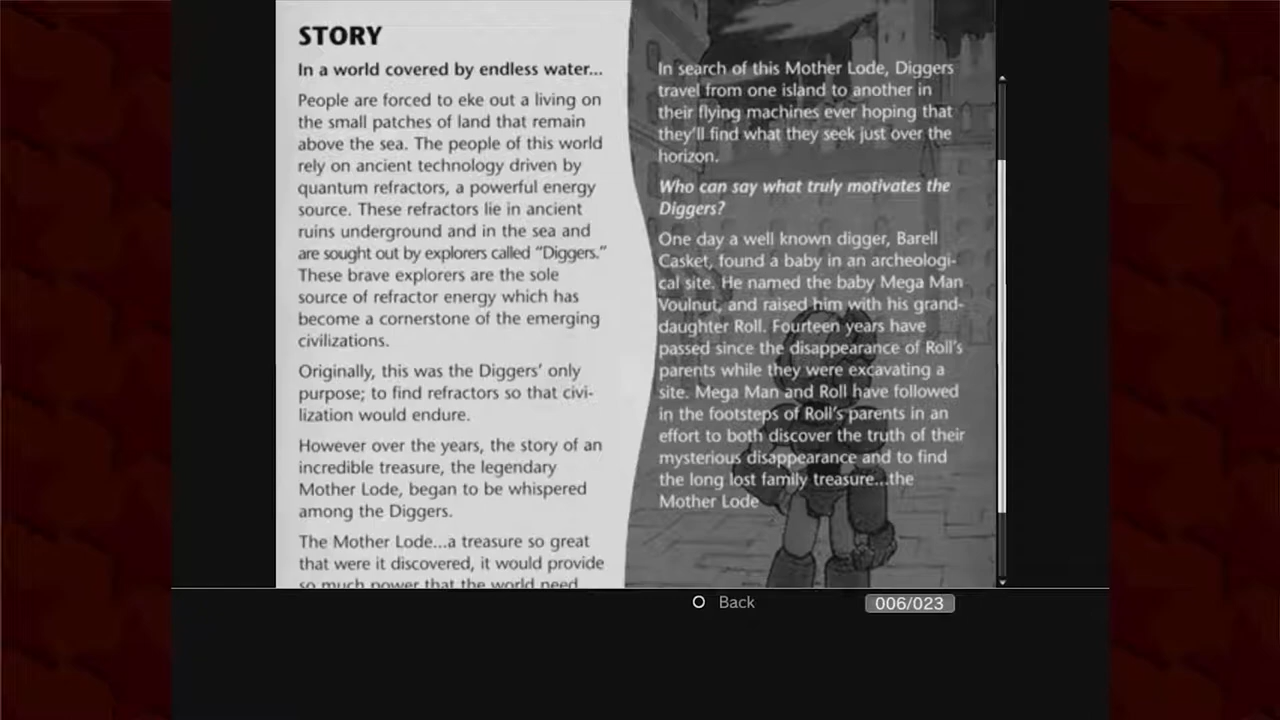 STORY
In a world covered by endless water...
People are forced to eke out a living on
the small patches of land that remain
above the sea. The people of this world
rely on ancient technology driven by
quantum refractors, a powerful energy
source. These refractors lie in ancient
ruins underground and in the sea and
are sought out by explorers called “Diggers.”
These brave explorers are the sole
source of refractor energy which has
become a cornerstone of the emerging
civilizations.
Originally, this was the Diggers’ only
purpose; to find refractors so that civi-
lization would endure.
However over the years, the story of an
incredible treasure, the legendary
Mother Lode, began to be whispered
among the Diggers.
The Mother Lode...a treasure so great
that were it discovered, it would provide
so much power that the world need
In search of this Mother Lode, Diggers
travel from one island to another in
their flying machines ever hoping that
they’ll find what they seek just over the
horizon.
Who can say what truly motivates the
Diggers?
One day a well known digger, Barell
Casket, found a baby in an archeologi-
cal site. He named the baby Mega Man
Voulnut, and raised him with his grand-
daughter Roll. Fourteen years have
passed since the disappearance of Roll’s
parents while they were excavating a
site. Mega Man and Roll have followed
in the footsteps of Roll’s parents in an
effort to both discover the truth of their
mysterious disappearance and to find
the long lost family treasure...the
Mother Lode
Back
006/023